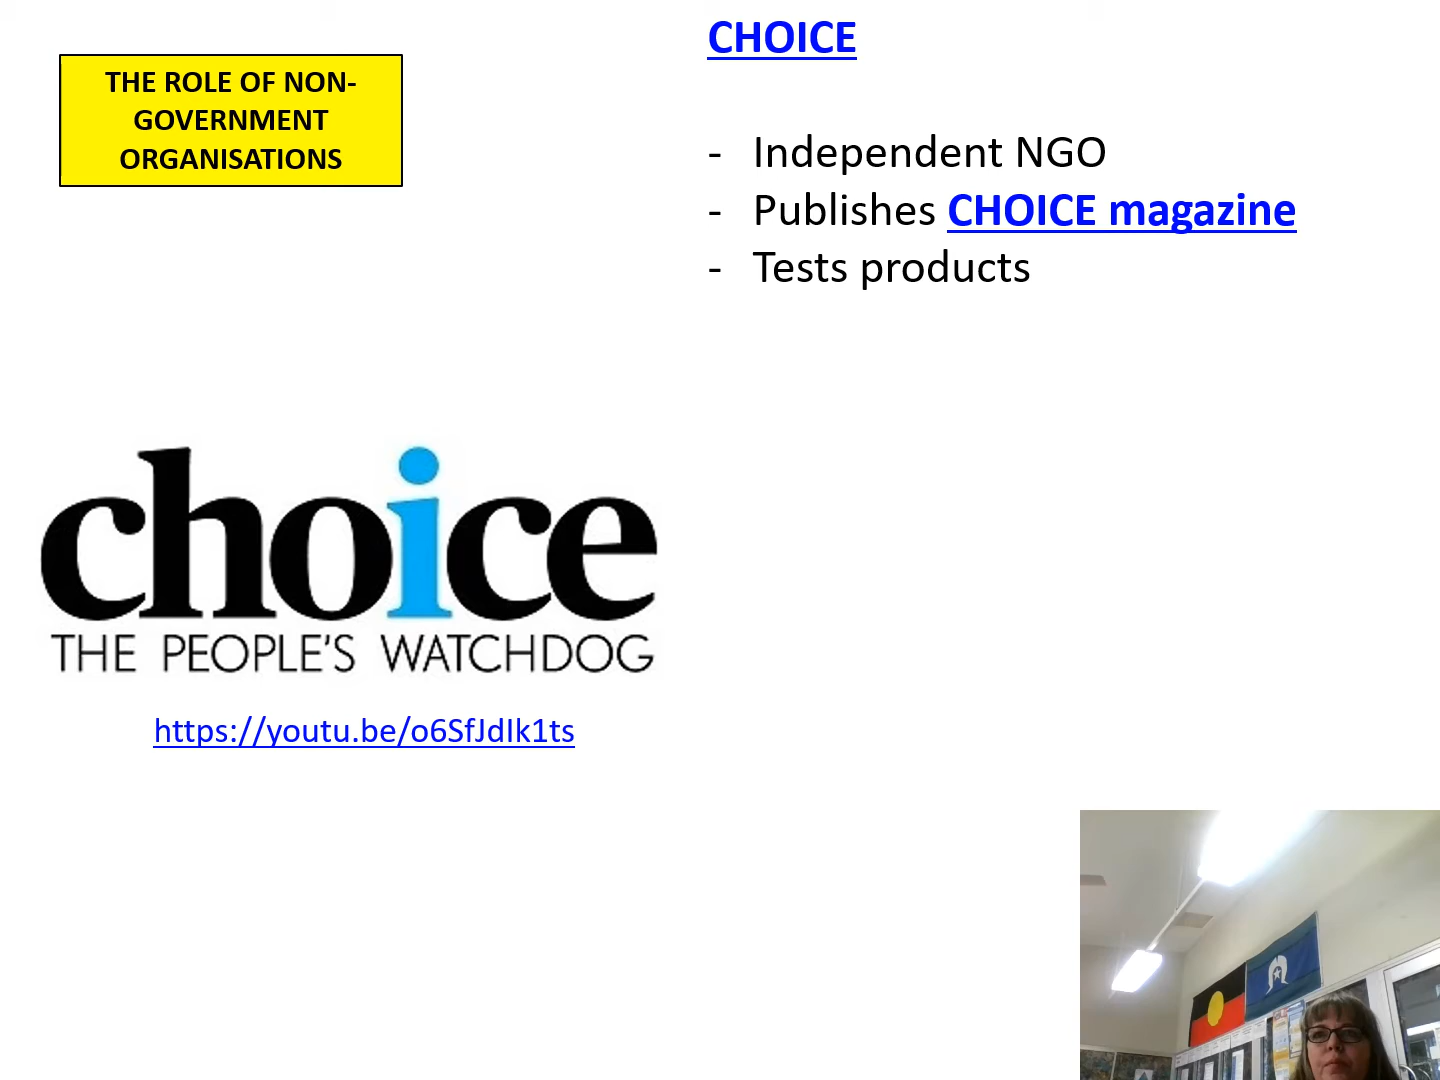 THE ROLE OF NON-
GOVERNMENT
ORGANISATIONS
CHOICE
- Independent NGO
- Publishes CHOICE magazine
- Tests products
choice
THE PEOPLE'S WATCHDOG
https://youtu.be/o6SfJdIk1ts